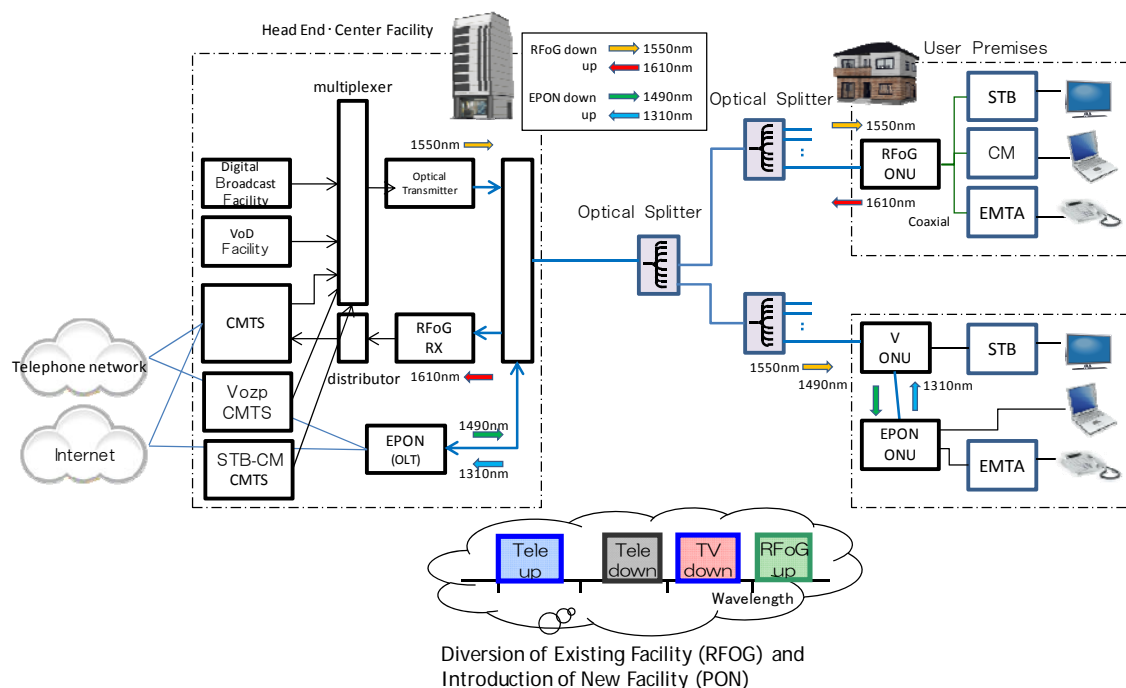 Head End・Center Facility
RFoG down 1550nm
up 1610nm
EPON down 1490nm
up 1310nm
User Premises
multiplexer
Optical Splitter
1550nm
1550nm
STB
Digital
Broadcast
Facility
Optical
Transmitter
RFoG
ONU
CM
VoD
Facility
Optical Splitter
1610nm
Coaxial
EMTA
CMTS
RFoG
RX
V
ONU
STB
Telephone network
distributor
1610nm
1550nm
1490nm
1310nm
Vozp
CMTS
1490nm
EPON
(OLT)
1310nm
EPON
ONU
Internet
STB-CM
CMTS
EMTA
Tele
up
Tele
down
TV
down
RFoG
up
Wavelength
Diversion of Existing Facility (RFOG) and
Introduction of New Facility (PON)